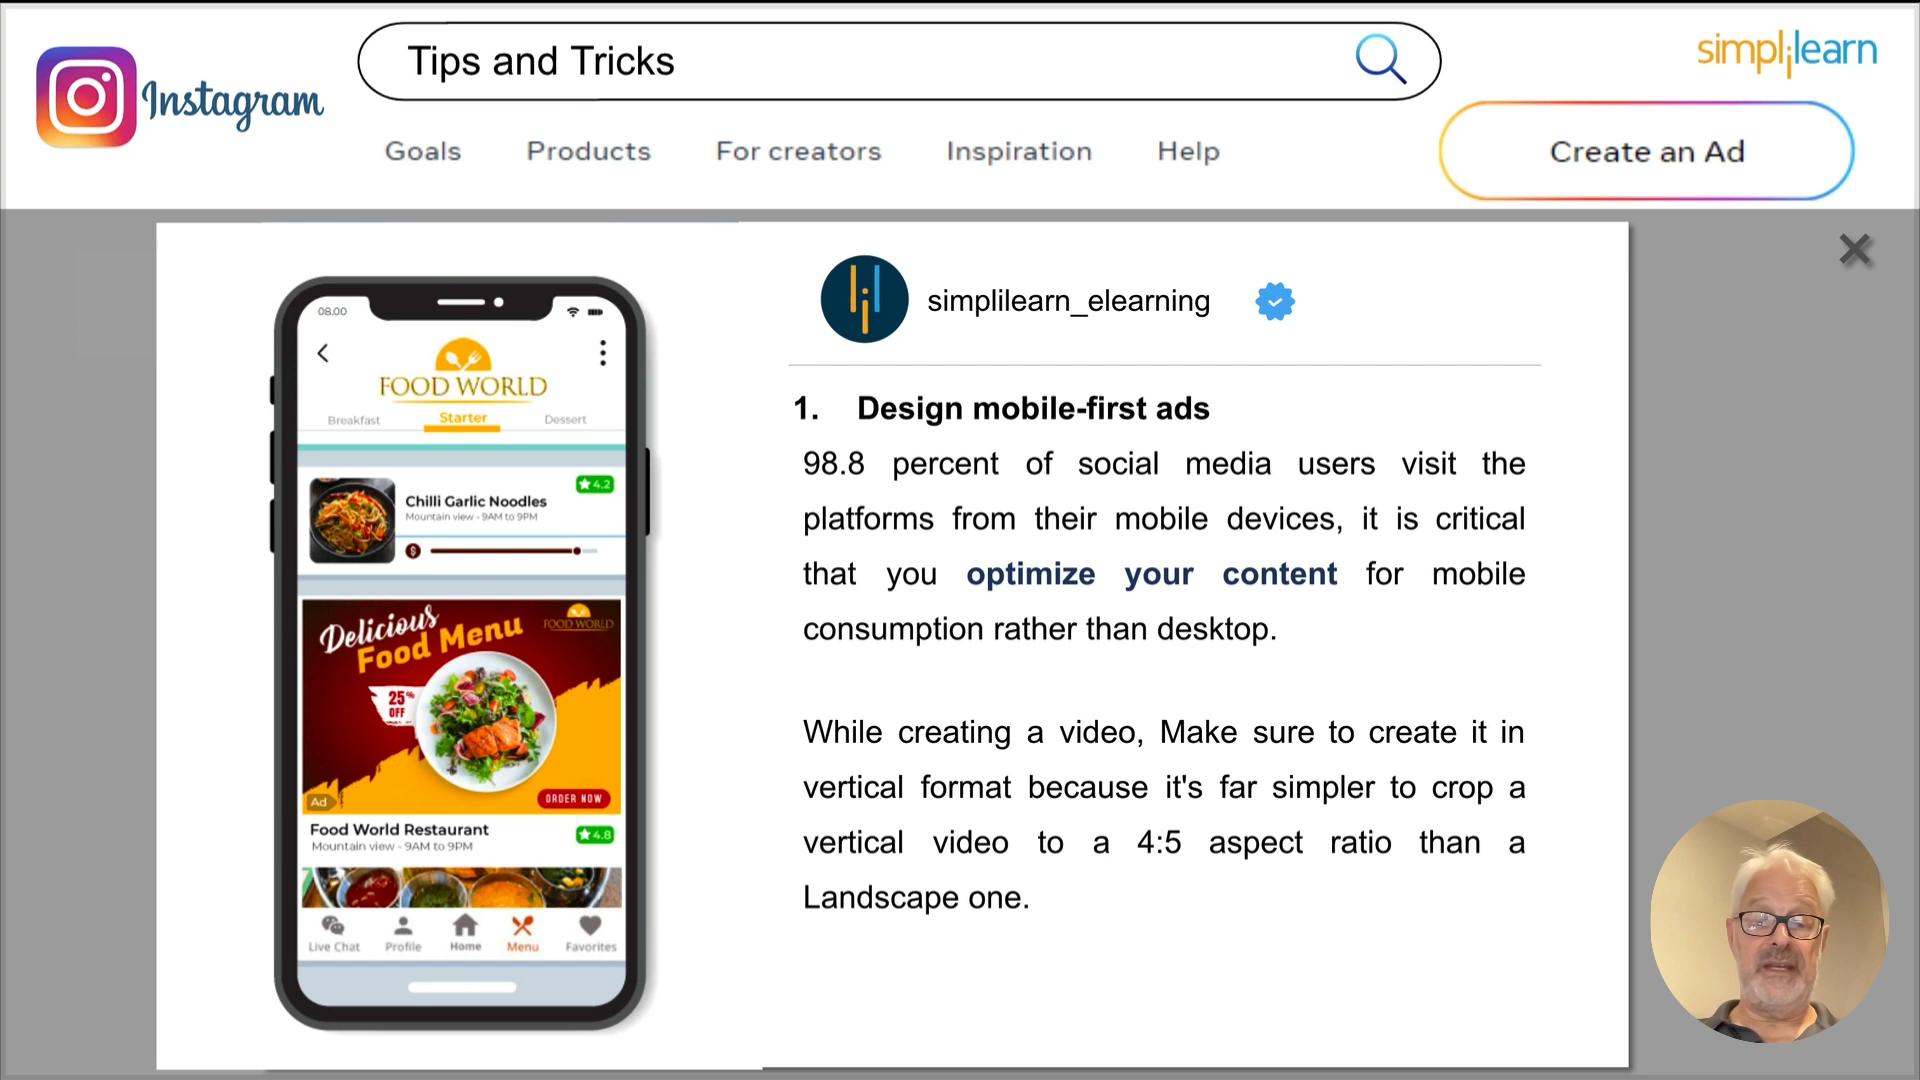 Instagram
Tips and Tricks
simplilearn
Goals Products For creators Inspiration Help
Create an Ad
08.00
FOOD WORLD
Breakfast Starter Dessert
4.2
Chilli Garlic Noodles
Mountain view - 9AM to 9PM
$
Delicious
Food Menu
FOOD WORLD
25%
OFF
Ad
ORDER NOW
Food World Restaurant
4.8
Mountain view - 9AM to 9PM
Live Chat Profile Home Menu Favorites
simplilearn_elearning
1. Design mobile-first ads
98.8 percent of social media users visit the
platforms from their mobile devices, it is critical
that you optimize your content for mobile
consumption rather than desktop.
While creating a video, Make sure to create it in
vertical format because it's far simpler to crop a
vertical video to a 4:5 aspect ratio than a
Landscape one.